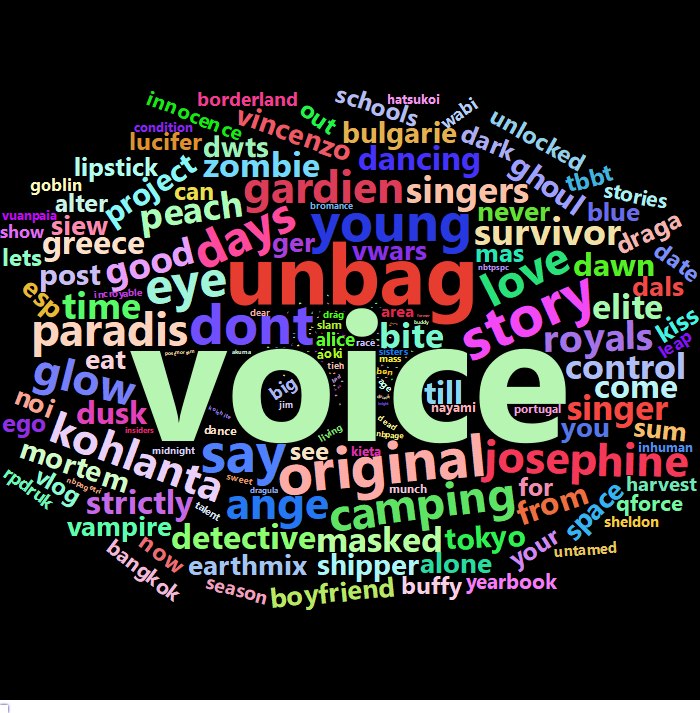 borderland
hatsukoi
schools
wabi
innocence
condition
vincenzo
out
bulgarie
dark
unlocked
lucifer
dwts
zombie
dancing
ghoul
tbbt
lipstick
project
goblin
alter
can
gardien
singers
stories
vuanpaia
show
siew
peach
bromance
young
never
blue
draga
lets
greece
good
days
ger
vwars
mas
survivor
nbtpspc
date
post
eye
unbag
love
dawn
dals
esp
time
incroyable
dear
drag
area
story
elite
kiss
paradis
dont
slam
buddy
bite
royals
leap
eat
postmortem
akuma
alice
race
sisters
aoki
mass
control
glow
voice
tieh
ben
big
till
come
noi
dusk
jim
nayami
portugal
singer
ego
insiders
dance
living
dead
nbpage
you
sum
kohlanta
midnight
say
see
kieta
inhuman
mortem
sweet
original
josephine
rpdruk
vlog
nbpagetri
dragula
munch
for
harvest
strictly
talent
ange
camping
from
space
qforce
vampire
sheldon
now
detective
masked
tokyo
your
untamed
bangkok
earthmix
shipper
alone
season
boyfriend
buffy
yearbook